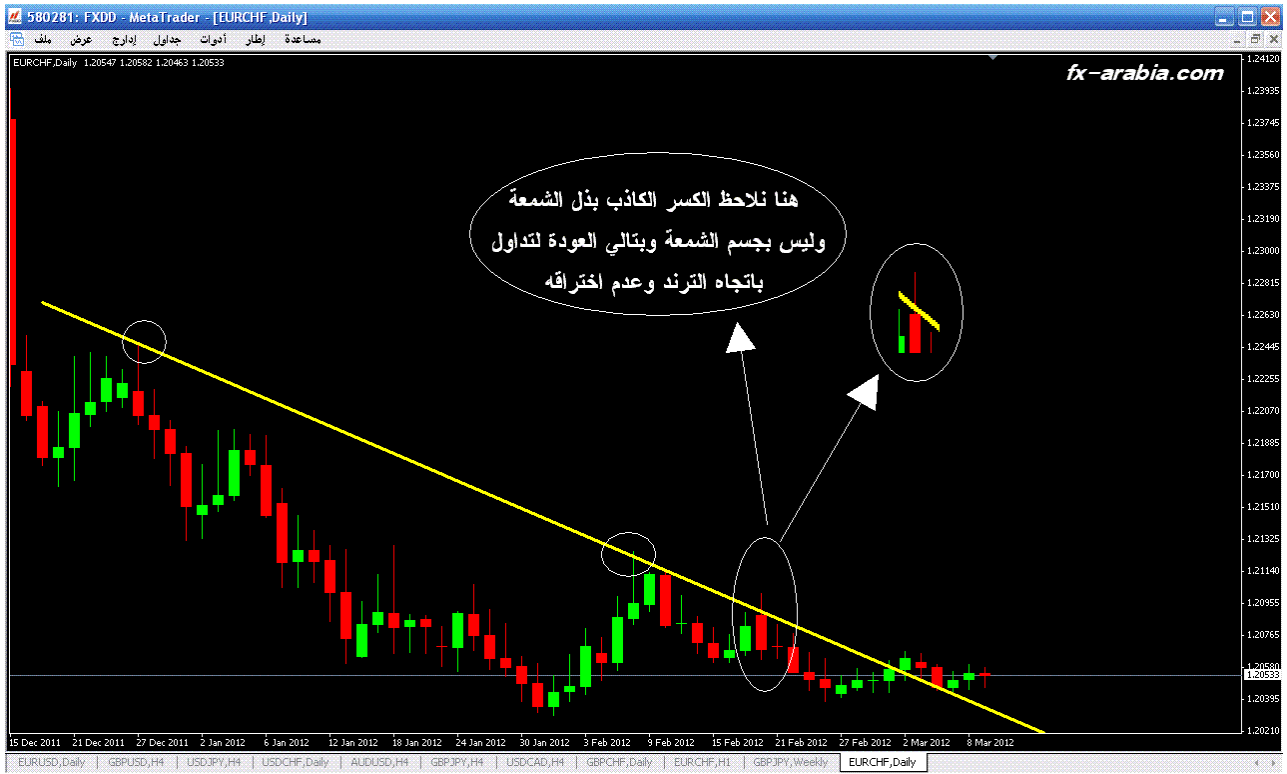 580281: FXDD - MetaTrader - [EURCHF,Daily]
ملف عرض إدارج جداول أدوات إطار مساعدة
EURCHF,Daily 1.20547 1.20582 1.20463 1.20533
fx-arabia.com
1.24120
1.23935
1.23745
1.23560
1.23375
1.23190
1.23000
1.22815
1.22630
1.22445
1.22255
1.22070
1.21885
1.21700
1.21510
1.21325
1.21140
1.20955
1.20765
1.20580
1.20533
1.20395
1.20210
هنا نلاحظ الكسر الكاذب بذل الشمعة
وليس بجسم الشمعة وبتالي العودة لتداول
باتجاه الترند وعدم اختراقه
15 Dec 2011 21 Dec 2011 27 Dec 2011 2 Jan 2012 6 Jan 2012 12 Jan 2012 18 Jan 2012 24 Jan 2012 30 Jan 2012 3 Feb 2012 9 Feb 2012 15 Feb 2012 21 Feb 2012 27 Feb 2012 2 Mar 2012 8 Mar 2012
EURUSD,Daily GBPUSD,H4 USDJPY,H4 USDCHF,Daily AUDUSD,H4 GBPJPY,H4 USDCAD,H4 GBPCHF,Daily EURCHF,H1 GBPJPY,Weekly EURCHF,Daily